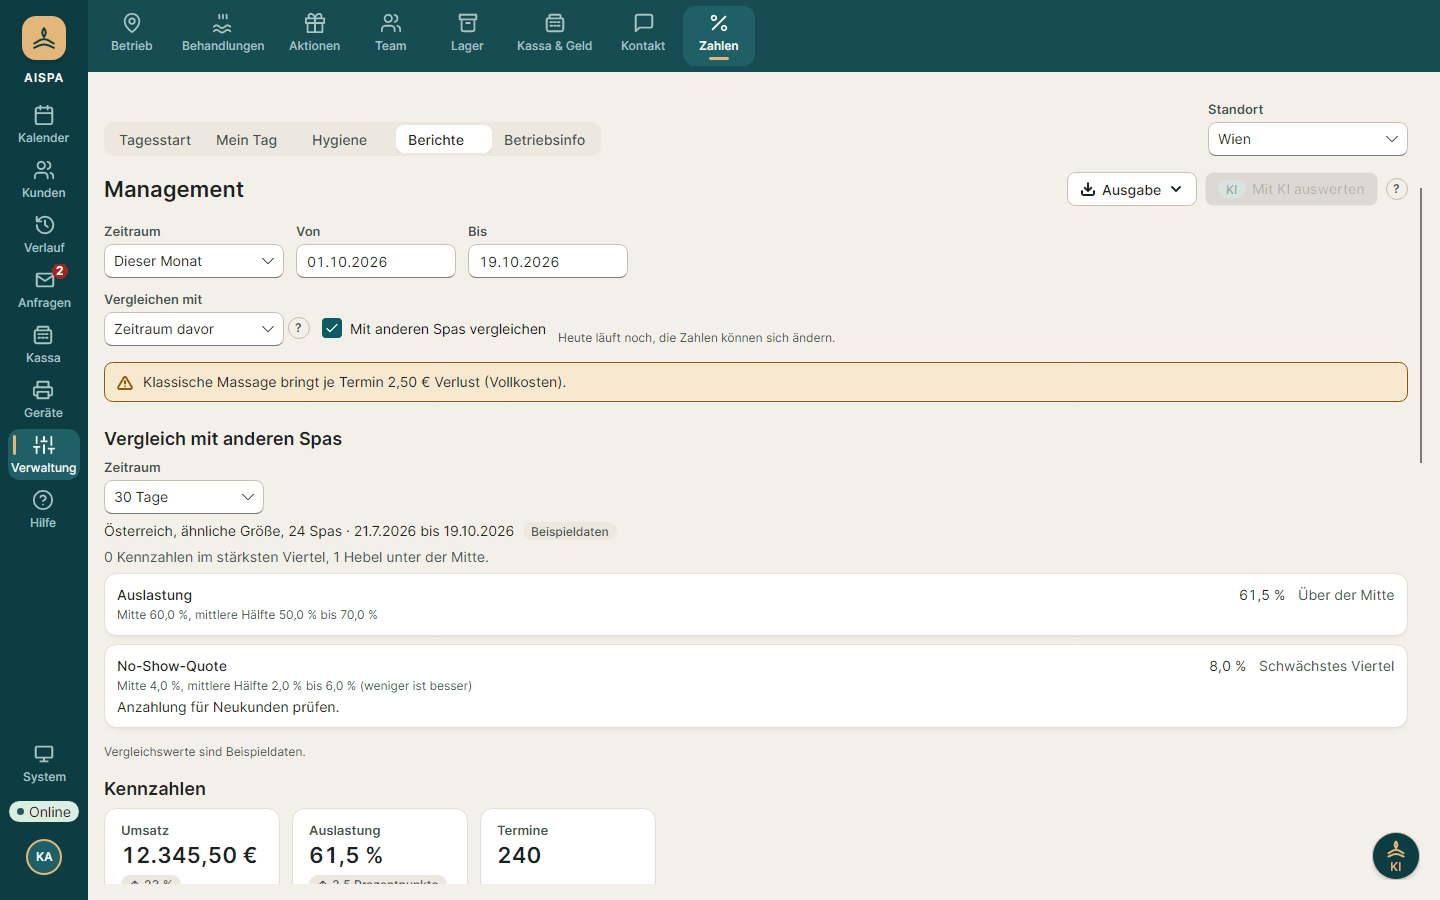 AISPA
Kalender
Kunden
Verlauf
2
Anfragen
Kassa
Geräte
Verwaltung
Hilfe
System
Online
KA
Betrieb
Behandlungen
Aktionen
Team
Lager
Kassa & Geld
Kontakt
Zahlen
Standort
Wien
Tagesstart
Mein Tag
Hygiene
Berichte
Betriebsinfo
Management
Ausgabe
KI Mit KI auswerten
?
Zeitraum
Von
Bis
Dieser Monat
01.10.2026
19.10.2026
Vergleichen mit
Zeitraum davor
?
Mit anderen Spas vergleichen
Heute läuft noch, die Zahlen können sich ändern.
Klassische Massage bringt je Termin 2,50 € Verlust (Vollkosten).
Vergleich mit anderen Spas
Zeitraum
30 Tage
Österreich, ähnliche Größe, 24 Spas · 21.7.2026 bis 19.10.2026 Beispieldaten
0 Kennzahlen im stärksten Viertel, 1 Hebel unter der Mitte.
Auslastung
61,5 % Über der Mitte
Mitte 60,0 %, mittlere Hälfte 50,0 % bis 70,0 %
No-Show-Quote
8,0 % Schwächstes Viertel
Mitte 4,0 %, mittlere Hälfte 2,0 % bis 6,0 % (weniger ist besser)
Anzahlung für Neukunden prüfen.
Vergleichswerte sind Beispieldaten.
Kennzahlen
Umsatz
12.345,50 €
Auslastung
61,5 %
Termine
240
KI